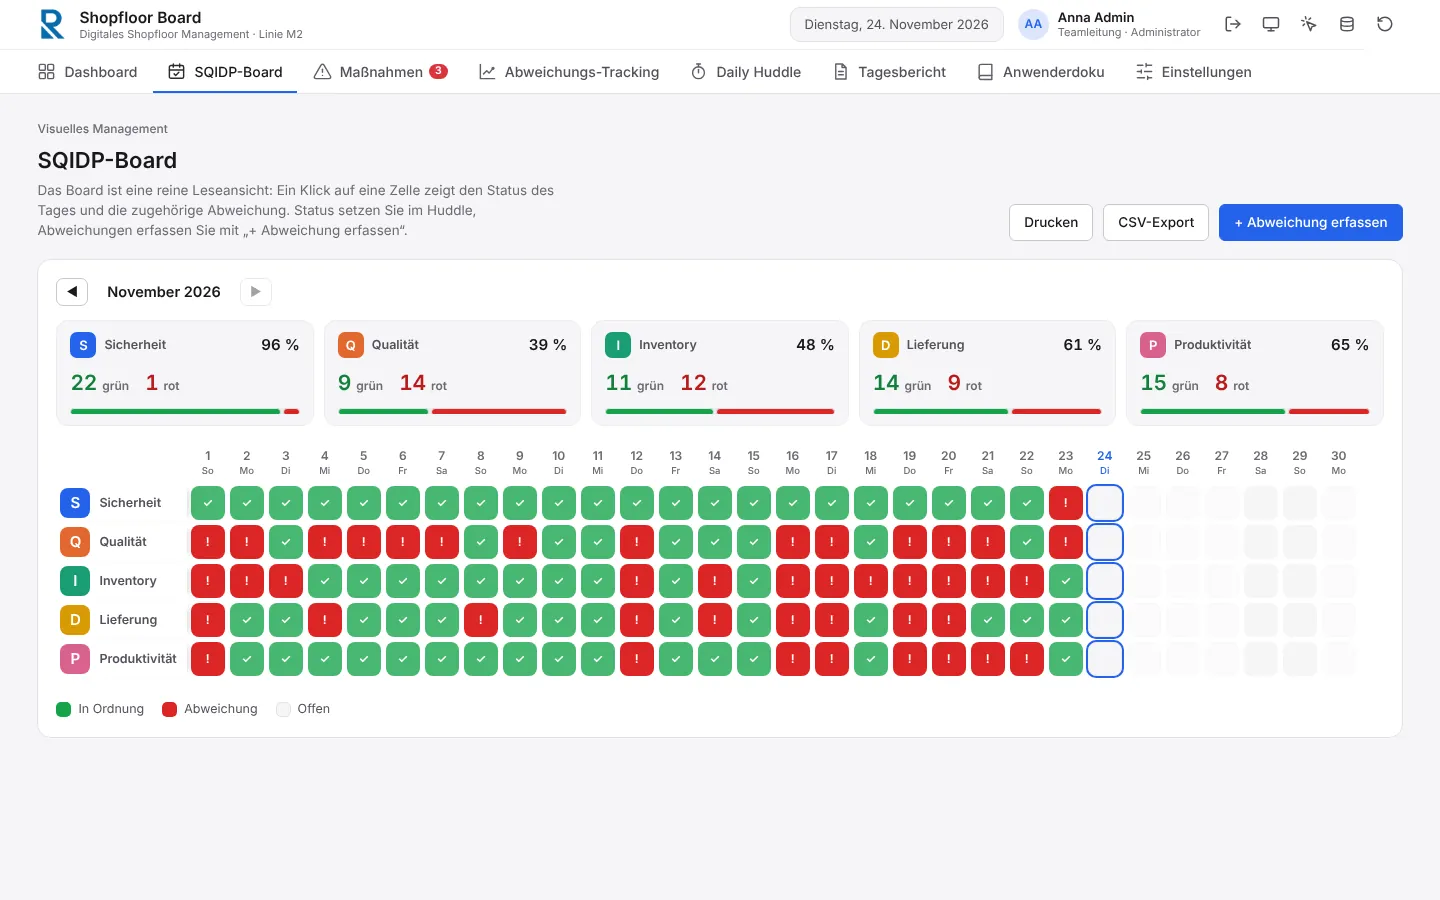 Shopfloor Board
Digitales Shopfloor Management · Linie M2
Dienstag, 24. November 2026
AA
Anna Admin
Teamleitung · Administrator
Dashboard
SQIDP-Board
Maßnahmen 3
Abweichungs-Tracking
Daily Huddle
Tagesbericht
Anwenderdoku
Einstellungen
Visuelles Management
SQIDP-Board
Das Board ist eine reine Leseansicht: Ein Klick auf eine Zelle zeigt den Status des
Tages und die zugehörige Abweichung. Status setzen Sie im Huddle,
Abweichungen erfassen Sie mit „+ Abweichung erfassen“.
Drucken
CSV-Export
+ Abweichung erfassen
November 2026
S Sicherheit 96 %
22 grün 1 rot
Q Qualität 39 %
9 grün 14 rot
I Inventory 48 %
11 grün 12 rot
D Lieferung 61 %
14 grün 9 rot
P Produktivität 65 %
15 grün 8 rot
1 2 3 4 5 6 7 8 9 10 11 12 13 14 15 16 17 18 19 20 21 22 23 24 25 26 27 28 29 30
So Mo Di Mi Do Fr Sa So Mo Di Mi Do Fr Sa So Mo Di Mi Do Fr Sa So Mo Di Mi Do Fr Sa So Mo
S Sicherheit ✓ ✓ ✓ ✓ ✓ ✓ ✓ ✓ ✓ ✓ ✓ ✓ ✓ ✓ ✓ ✓ ✓ ✓ ✓ ✓ ✓ ✓ !
Q Qualität ! ! ✓ ! ! ! ! ✓ ! ✓ ✓ ! ✓ ✓ ✓ ! ! ✓ ! ! ! ✓ !
I Inventory ! ! ! ✓ ✓ ✓ ✓ ✓ ✓ ✓ ✓ ! ✓ ! ✓ ! ! ! ! ! ! ! ✓
D Lieferung ! ✓ ✓ ! ✓ ✓ ✓ ! ✓ ✓ ✓ ! ✓ ! ✓ ! ! ✓ ! ! ✓ ✓ ✓
P Produktivität ! ✓ ✓ ✓ ✓ ✓ ✓ ✓ ✓ ✓ ✓ ! ✓ ✓ ✓ ! ! ✓ ! ! ! ! ✓
In Ordnung
Abweichung
Offen